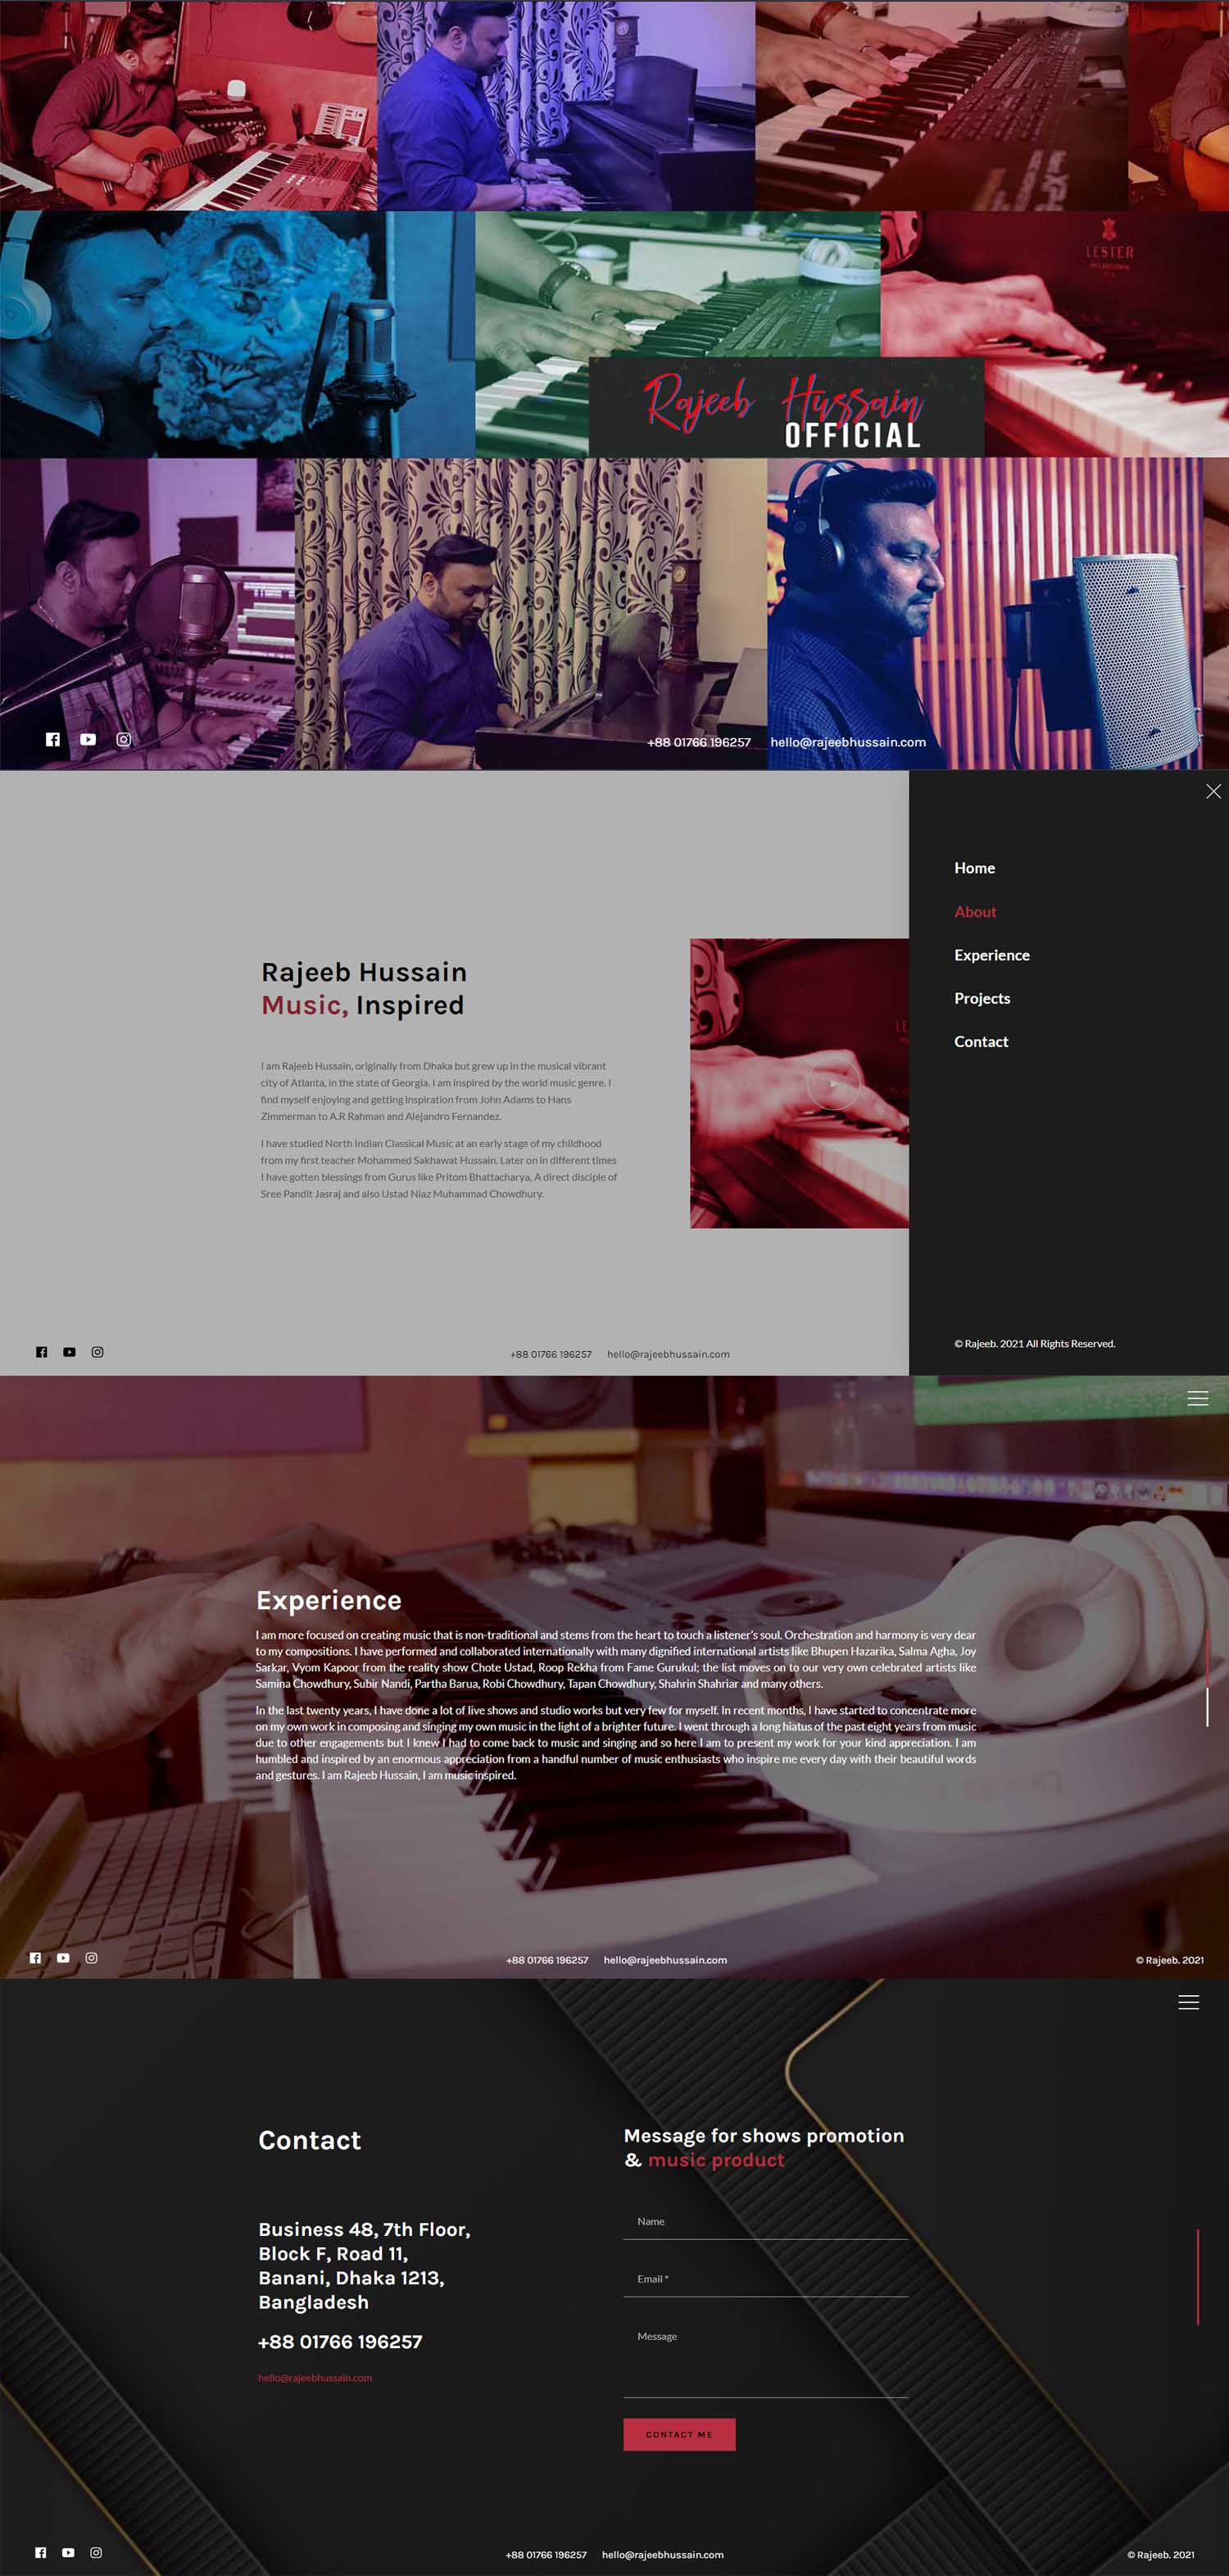 LESTER
PHILADELPHIA
Rajeeb Hussain
OFFICIAL
+88 01766 196257 hello@rajeebhussain.com
Home
About
Experience
Projects
Contact
Rajeeb Hussain
Music, Inspired
I am Rajeeb Hussain, originally from Dhaka but grew up in the musical vibrant
city of Atlanta, in the state of Georgia. I am inspired by the world music genre. I
find myself enjoying and getting inspiration from John Adams to Hans
Zimmerman to A.R Rahman and Alejandro Fernandez.
I have studied North Indian Classical Music at an early stage of my childhood
from my first teacher Mohammed Sakhawat Hussain. Later on in different times
I have gotten blessings from Gurus like Pritom Bhattacharya, A direct disciple of
Sree Pandit Jasraj and also Ustad Niaz Muhammad Chowdhury.
LE
+88 01766 196257 hello@rajeebhussain.com
© Rajeeb. 2021 All Rights Reserved.
Experience
I am more focused on creating music that is non-traditional and stems from the heart to touch a listener's soul. Orchestration and harmony is very dear
to my compositions. I have performed and collaborated internationally with many dignified international artists like Bhupen Hazarika, Salma Agha, Joy
Sarkar, Vyom Kapoor from the reality show Chote Ustad, Roop Rekha from Fame Gurukul; the list moves on to our very own celebrated artists like
Samina Chowdhury, Subir Nandi, Partha Barua, Robi Chowdhury, Tapan Chowdhury, Shahrin Shahriar and many others.
In the last twenty years, I have done a lot of live shows and studio works but very few for myself. In recent months, I have started to concentrate more
on my own work in composing and singing my own music in the light of a brighter future. I went through a long hiatus of the past eight years from music
due to other engagements but I knew I had to come back to music and singing and so here I am to present my work for your kind appreciation. I am
humbled and inspired by an enormous appreciation from a handful number of music enthusiasts who inspire me every day with their beautiful words
and gestures. I am Rajeeb Hussain, I am music inspired.
+88 01766 196257 hello@rajeebhussain.com © Rajeeb. 2021
Contact
Business 48, 7th Floor,
Block F, Road 11,
Banani, Dhaka 1213,
Bangladesh
+88 01766 196257
hello@rajeebhussain.com
Message for shows promotion
& music product
Name
Email *
Message
CONTACT ME
+88 01766 196257 hello@rajeebhussain.com © Rajeeb. 2021